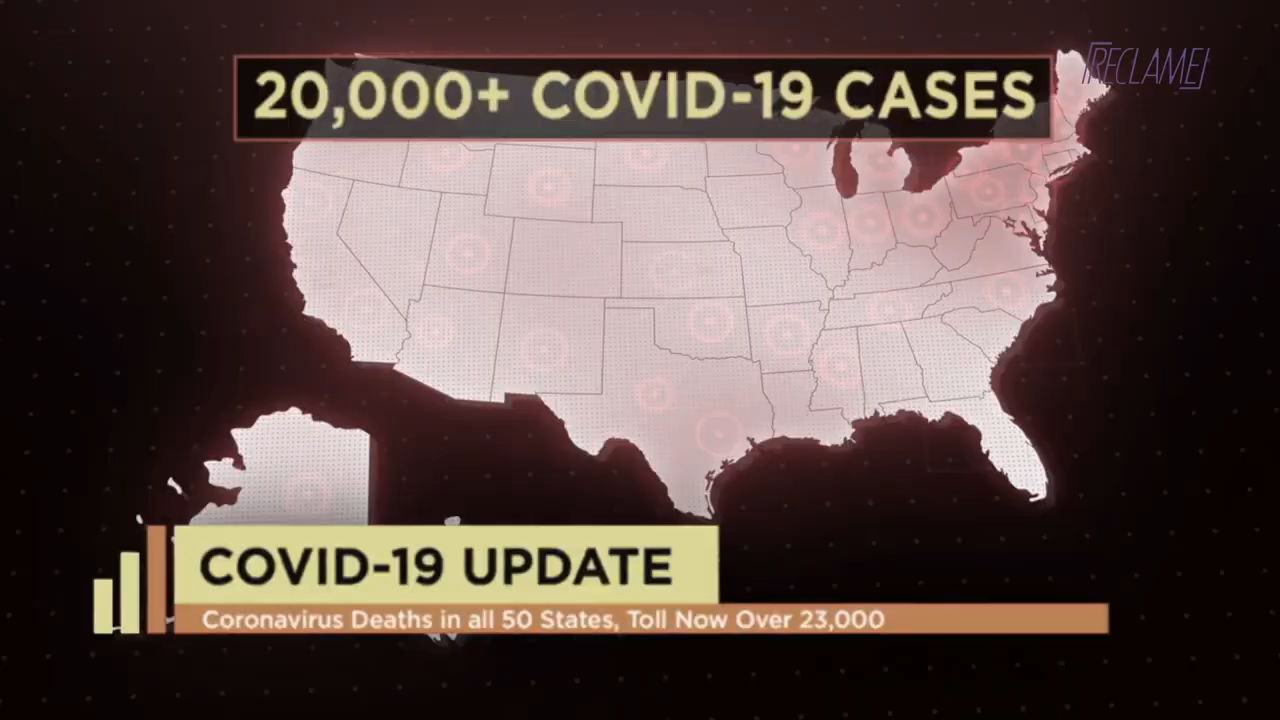 20,000+ COVID-19 CASES
RECLAME
COVID-19 UPDATE
Coronavirus Deaths in all 50 States, Toll Now Over 23,000